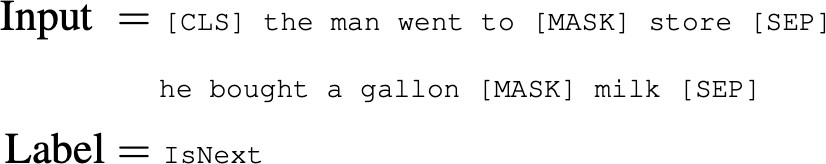 Input = [CLS] the man went to [MASK] store [SEP]
he bought a gallon [MASK] milk [SEP]
Label = IsNext